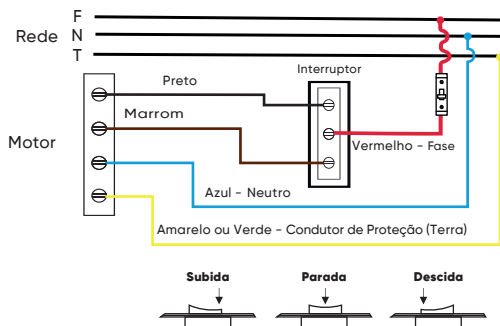 F
Rede N
T
Preto
Interruptor
Marrom
Motor
Vermelho - Fase
Azul - Neutro
Amarelo ou Verde - Condutor de Proteção (Terra)
Subida Parada Descida